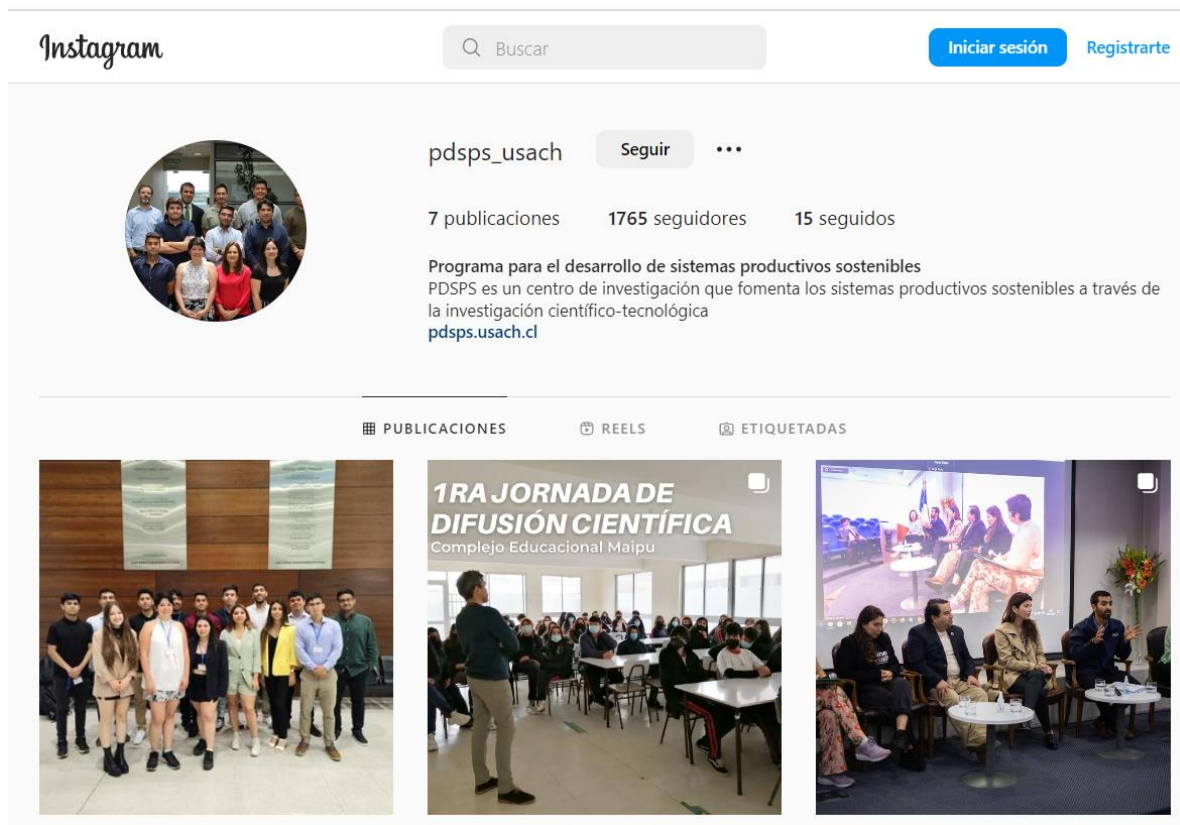 Instagram
Buscar
Iniciar sesión
Registrarte
pdsps_usach
Seguir
7 publicaciones 1765 seguidores 15 seguidos
Programa para el desarrollo de sistemas productivos sostenibles
PDSPS es un centro de investigación que fomenta los sistemas productivos sostenibles a través de
la investigación científico-tecnológica
pdsps.usach.cl
PUBLICACIONES
REELS
ETIQUETADAS
1RA JORNADA DE
DIFUSIÓN CIENTÍFICA
Complejo Educacional Maipu